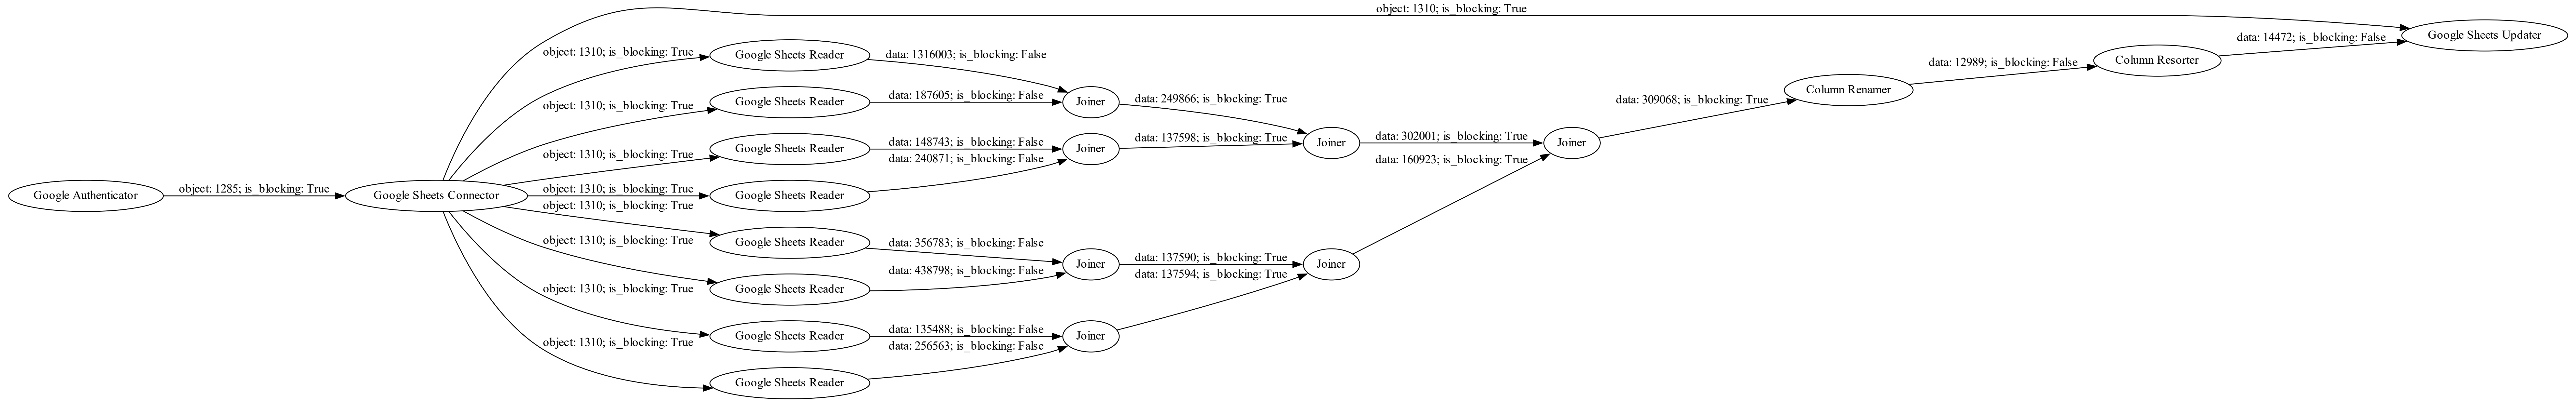 object: 1310; is_blocking: True
Google Sheets Updater
data: 14472; is_blocking: False
object: 1310; is_blocking: True
Google Sheets Reader
data: 1316003; is_blocking: False
Column Resorter
data: 12989; is_blocking: False
Column Renamer
object: 1310; is_blocking: True
Google Sheets Reader
data: 187605; is_blocking: False
Joiner
data: 249866; is_blocking: True
data: 309068; is_blocking: True
object: 1310; is_blocking: True
Google Sheets Reader
data: 148743; is_blocking: False
Joiner
data: 137598; is_blocking: True
Joiner
data: 302001; is_blocking: True
Joiner
data: 240871; is_blocking: False
data: 160923; is_blocking: True
Google Authenticator
object: 1285; is_blocking: True
Google Sheets Connector
object: 1310; is_blocking: True
Google Sheets Reader
object: 1310; is_blocking: True
Google Sheets Reader
data: 356783; is_blocking: False
object: 1310; is_blocking: True
Google Sheets Reader
data: 438798; is_blocking: False
Joiner
data: 137590; is_blocking: True
Joiner
data: 137594; is_blocking: True
object: 1310; is_blocking: True
Google Sheets Reader
data: 135488; is_blocking: False
Joiner
data: 256563; is_blocking: False
object: 1310; is_blocking: True
Google Sheets Reader